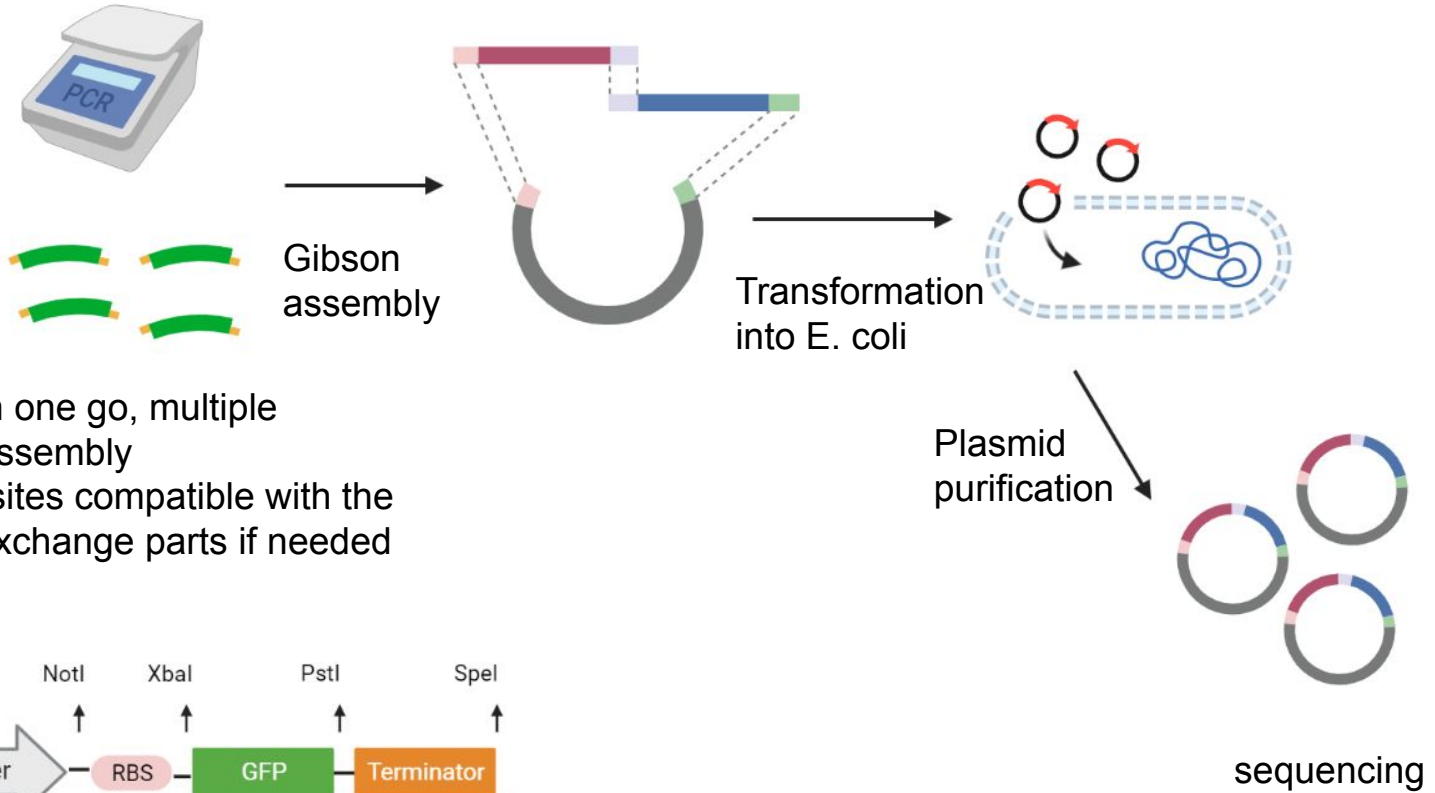 PCR
Gibson
assembly
Transformation
into E. coli
one go, multiple
ssembly
sites compatible with the
xchange parts if needed
Plasmid
purification
NotI XbaI PstI SpeI
er RBS GFP Terminator
sequencing